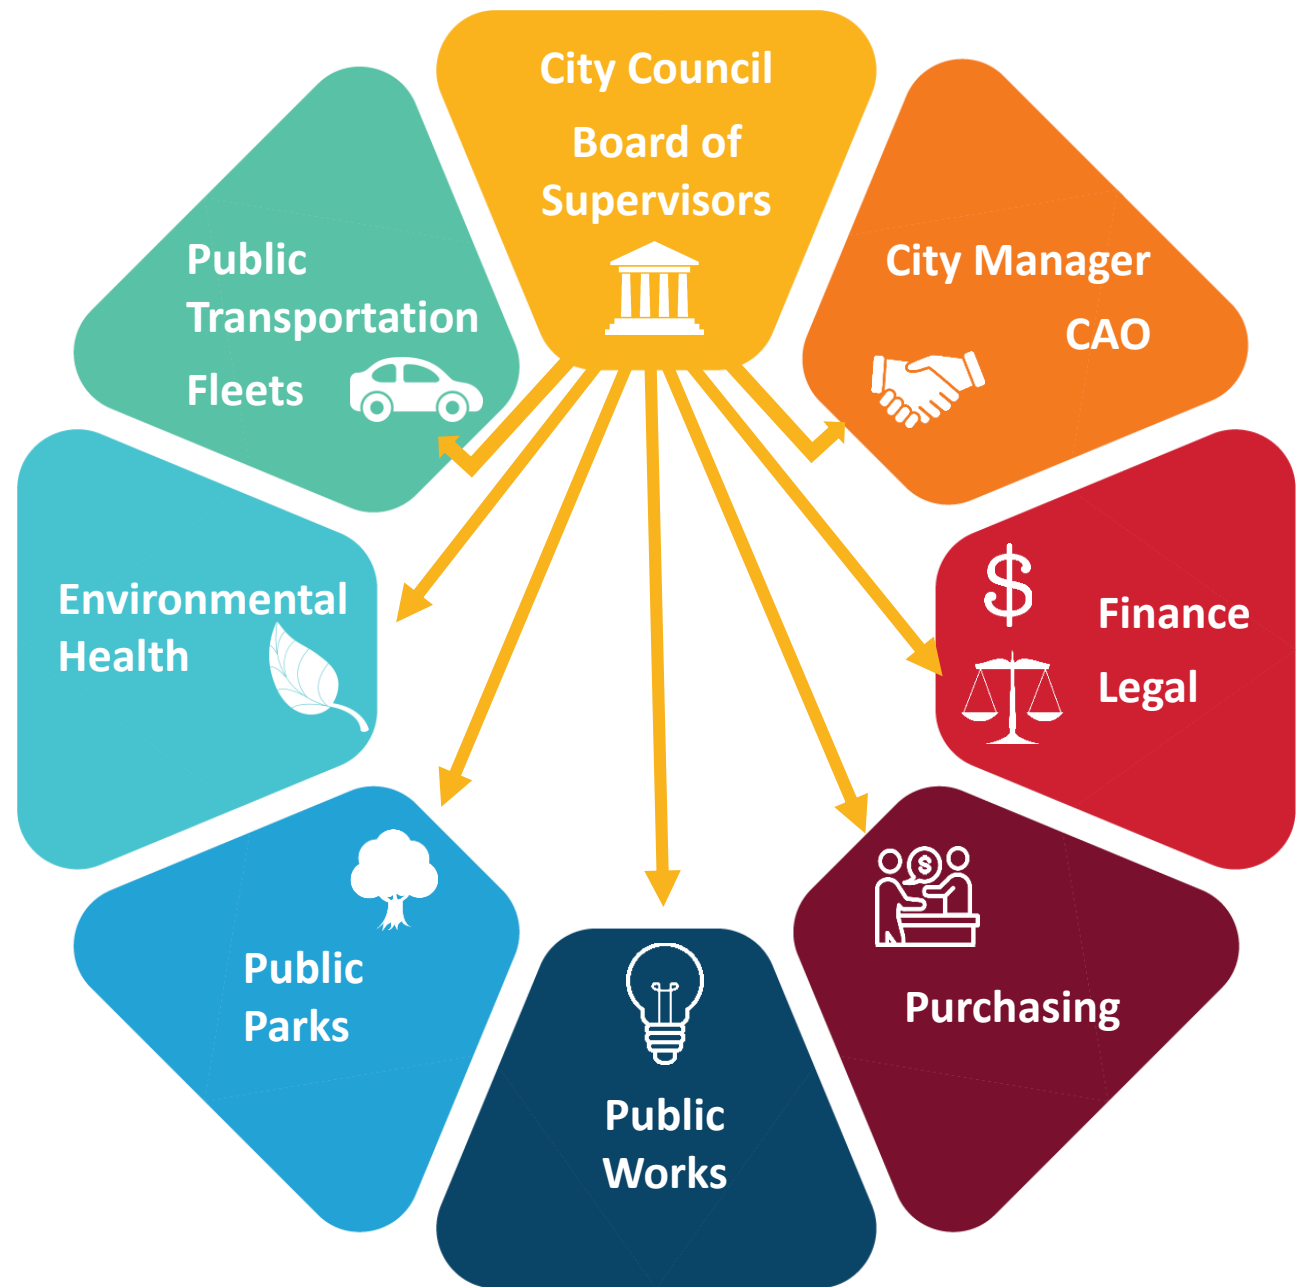 City Council
Board of
Supervisors
City Manager
CAO
$
Finance
Legal
$
Purchasing
Public
Works
Public
Parks
Environmental
Health
Public
Transportation
Fleets